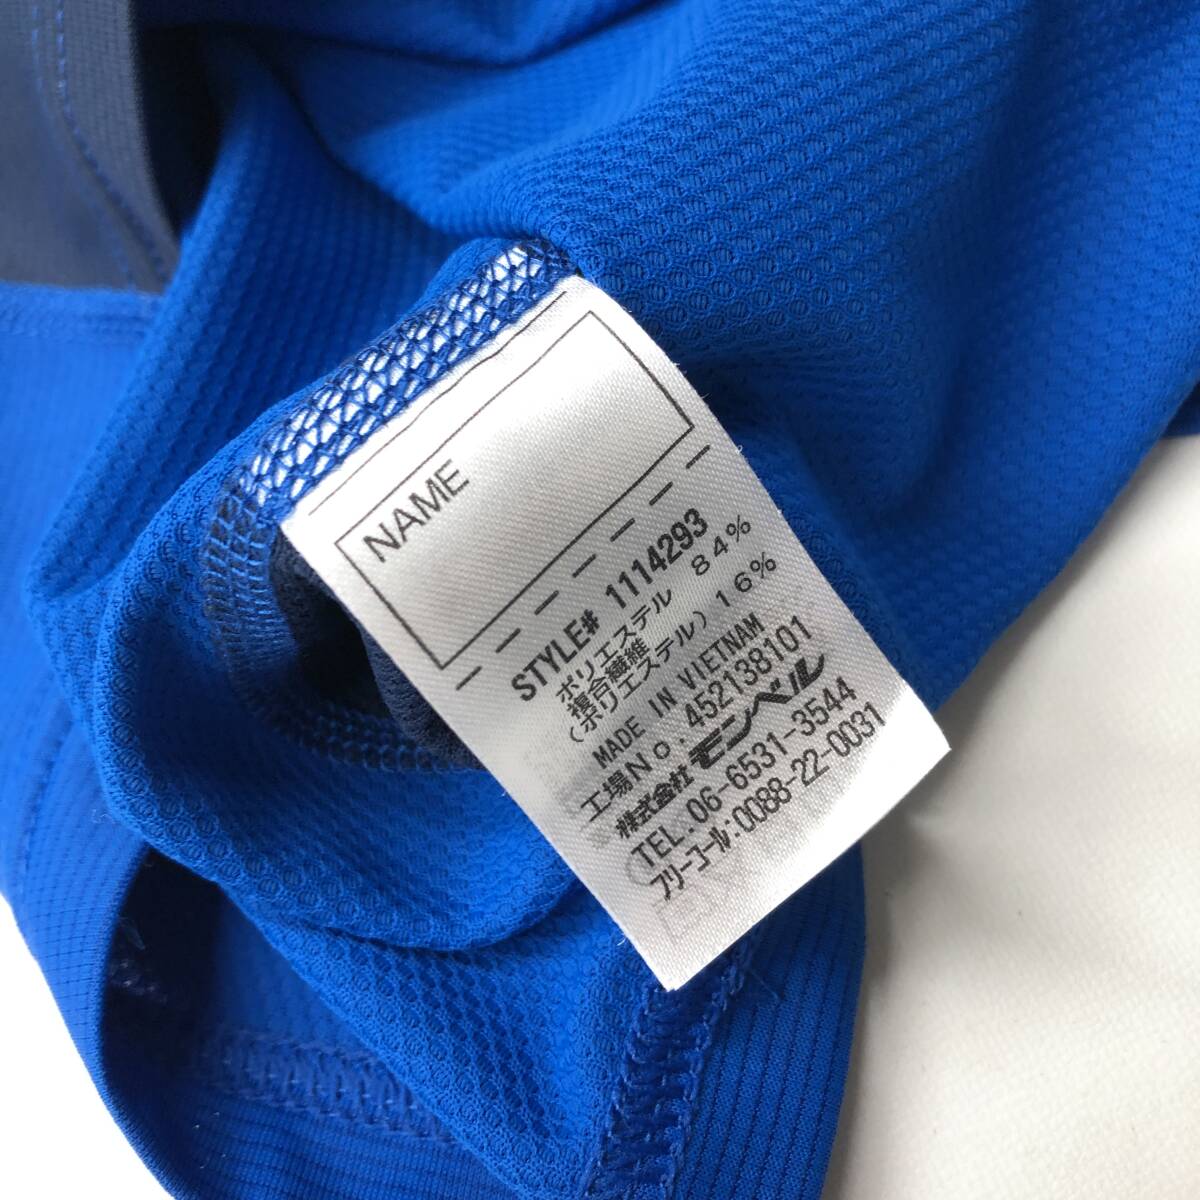 NAME
STYLE# 1114293
ポリエステル 84%
複合繊維
(ポリエステル) 16%
MADE IN VIETNAM
工場No. 452138101
株式会社 モンベル
TEL.06-6531-3544
フリーコール:0088-22-0031